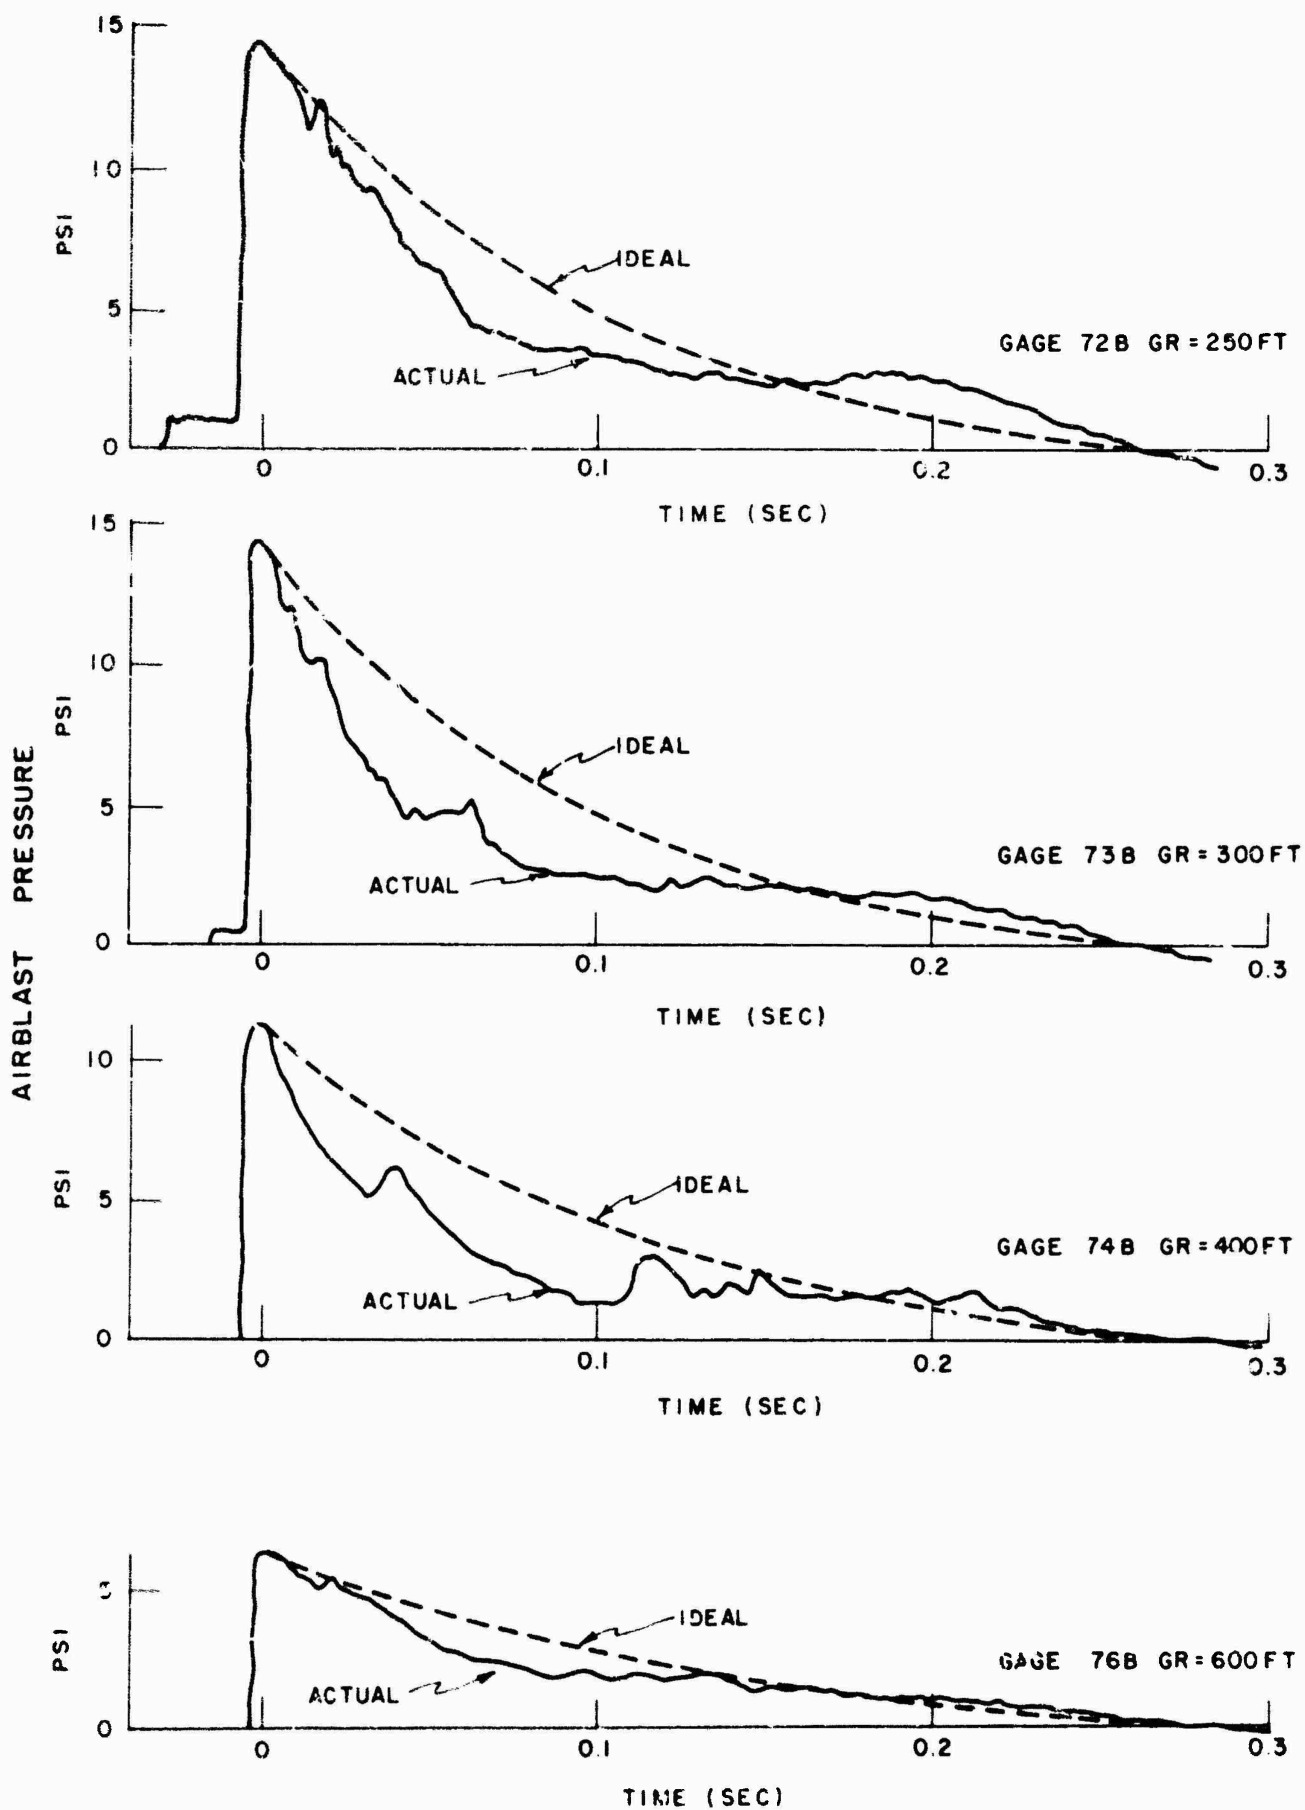 AIRBLAST PRESSURE
15
10
PSI
IDEAL
5
GAGE 72B GR = 250FT
ACTUAL
0
0 0.1 0.2 0.3
TIME (SEC)
15
10
PSI
IDEAL
5
GAGE 73B GR = 300FT
ACTUAL
0
0 0.1 0.2 0.3
TIME (SEC)
10
PSI
5
IDEAL
GAGE 74B GR = 400FT
ACTUAL
0
0 0.1 0.2 0.3
TIME (SEC)
5
IDEAL
PSI
GAGE 76B GR = 600FT
ACTUAL
0
0 0.1 0.2 0.3
TIME (SEC)